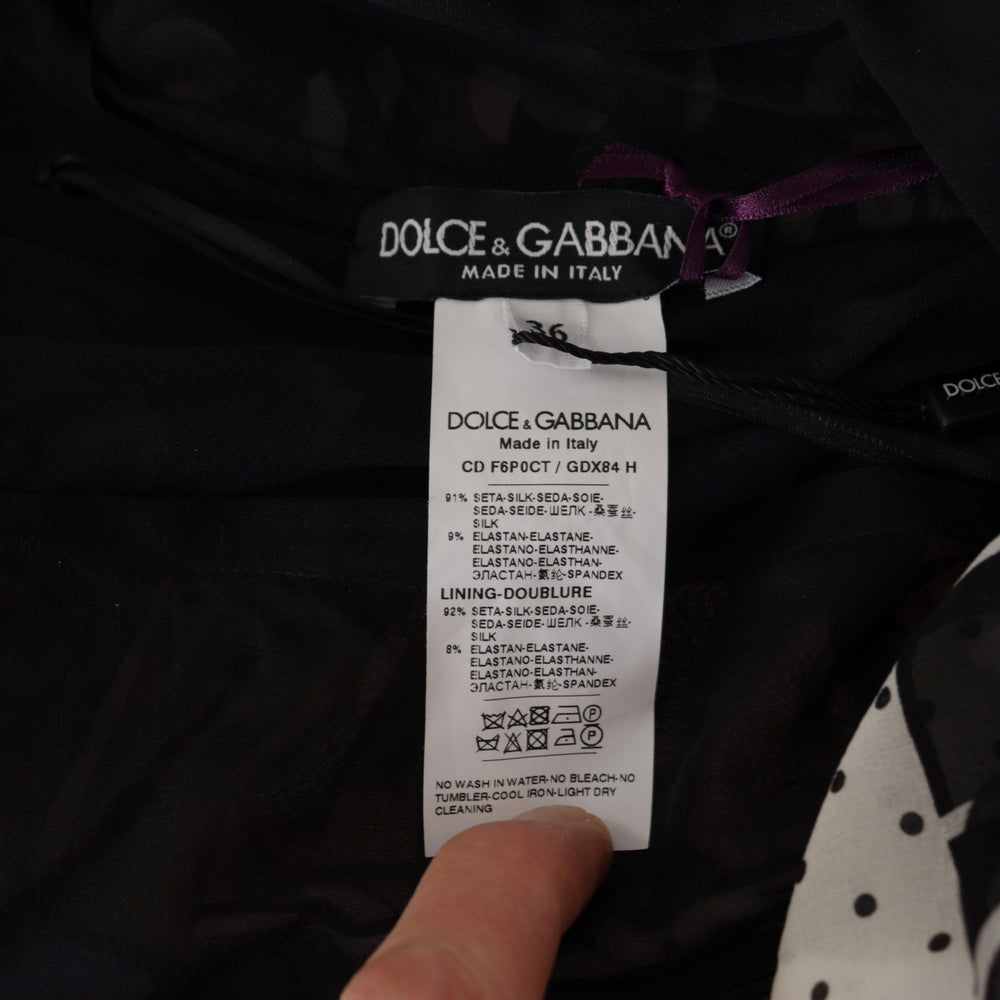 DOLCE & GABBANA®
MADE IN ITALY
36
DOLCE
DOLCE & GABBANA
Made in Italy
CD F6P0CT / GDX84 H
91% SETA-SILK-SEDA-SOIE-
SEDA-SEIDE-ШЕЛК -桑蚕丝-
SILK
9% ELASTAN-ELASTANE-
ELASTANO-ELASTHANNE-
ELASTANO-ELASTHAN-
ЭЛАСТАН-氨纶-SPANDEX
LINING-DOUBLURE
92% SETA-SILK-SEDA-SOIE-
SEDA-SEIDE-ШЕЛК -桑蚕丝-
SILK
8% ELASTAN-ELASTANE-
ELASTANO-ELASTHANNE-
ELASTANO-ELASTHAN-
ЭЛАСТАН-氨纶-SPANDEX
P
P
NO WASH IN WATER-NO BLEACH-NO
TUMBLER-COOL IRON-LIGHT DRY
CLEANING